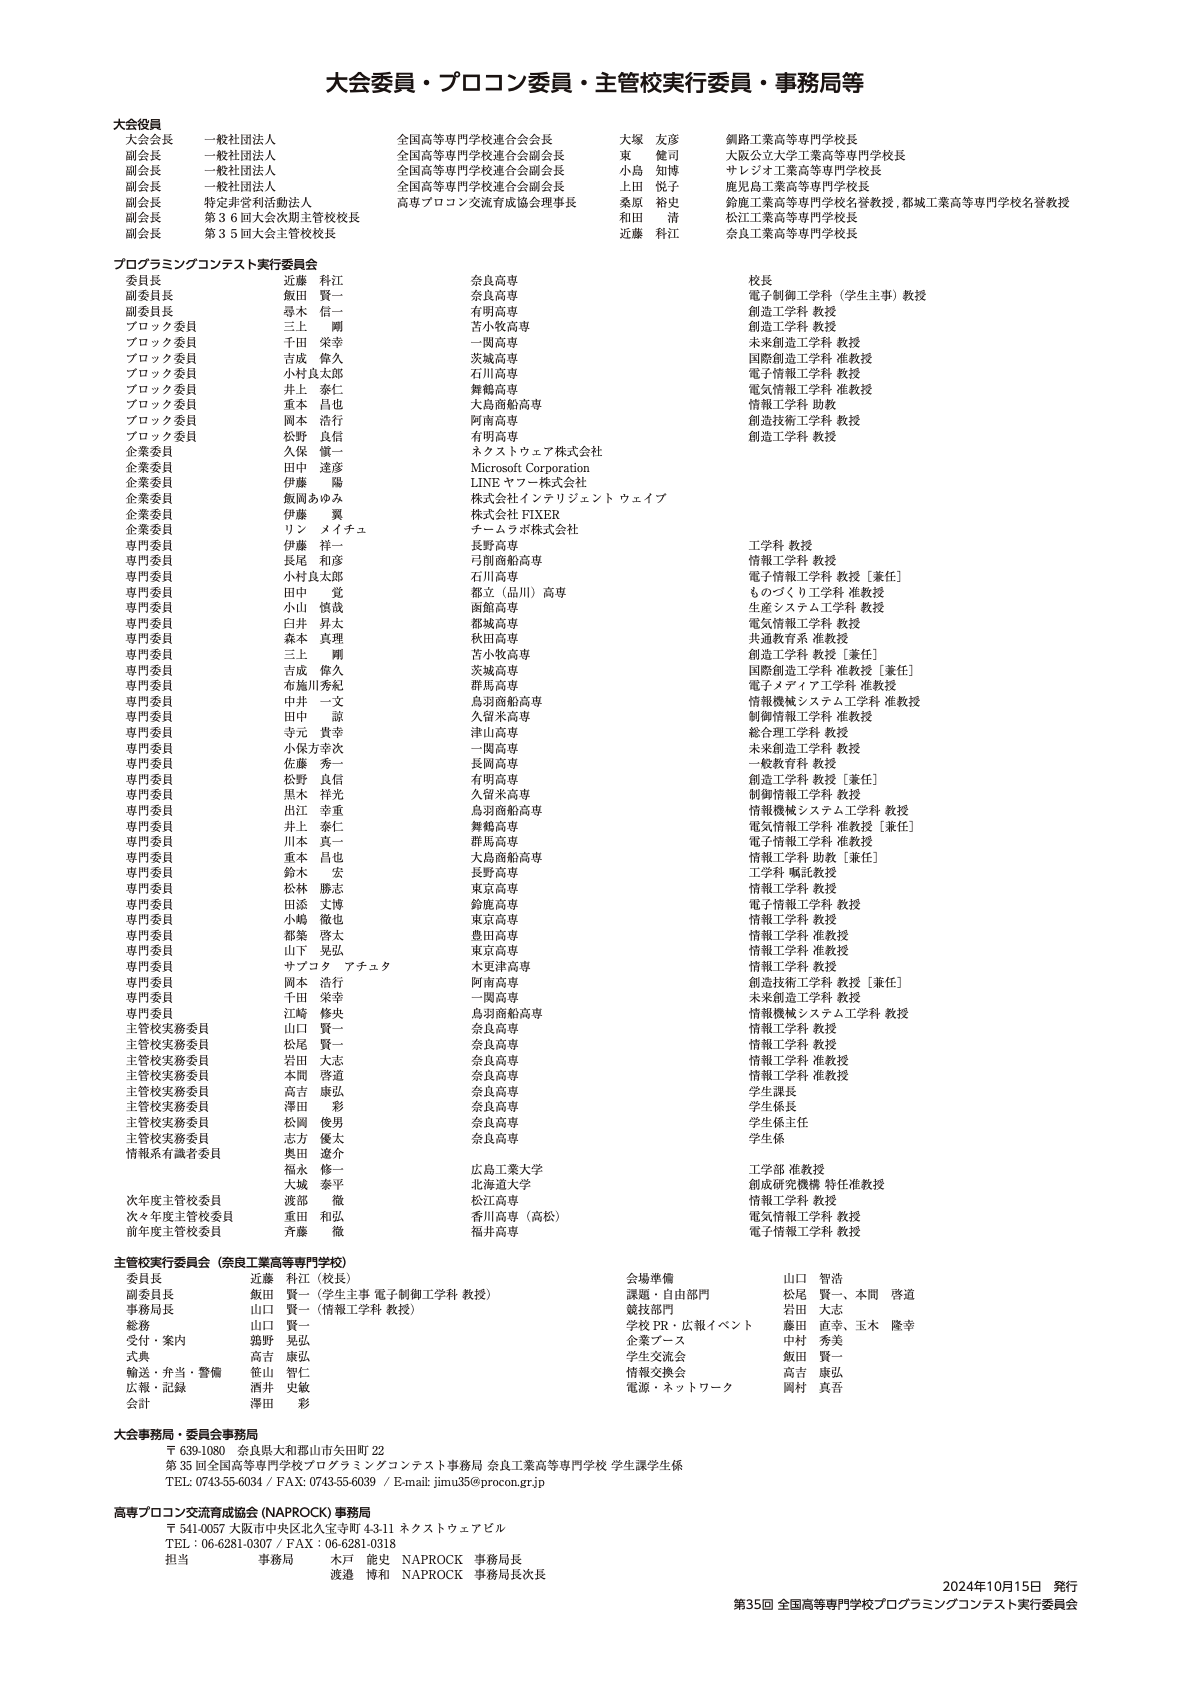 大会委員・プロコン委員・主管校実行委員・事務局等
大会役員
大会会長 一般社団法人 全国高等専門学校連合会会長 大塚 友彦 釧路工業高等専門学校長
副会長 一般社団法人 全国高等専門学校連合会副会長 東 健司 大阪公立大学工業高等専門学校長
副会長 一般社団法人 全国高等専門学校連合会副会長 小島 知博 サレジオ工業高等専門学校長
副会長 一般社団法人 全国高等専門学校連合会副会長 上田 悦子 鹿児島工業高等専門学校長
副会長 特定非営利活動法人 高専プロコン交流育成協会理事長 桑原 裕史 鈴鹿工業高等専門学校名誉教授,都城工業高等専門学校名誉教授
副会長 第36回大会次期主管校校長 和田 清 松江工業高等専門学校長
副会長 第35回大会主管校校長 近藤 科江 奈良工業高等専門学校長
プログラミングコンテスト実行委員会
委員長 近藤 科江 奈良高専 校長
副委員長 飯田 賢一 奈良高専 電子制御工学科（学生主事）教授
副委員長 尋木 信一 有明高専 創造工学科 教授
ブロック委員 三上 剛 苫小牧高専 創造工学科 教授
ブロック委員 千田 栄幸 一関高専 未来創造工学科 教授
ブロック委員 吉成 偉久 茨城高専 国際創造工学科 准教授
ブロック委員 小村良太郎 石川高専 電子情報工学科 教授
ブロック委員 井上 泰仁 舞鶴高専 電気情報工学科 准教授
ブロック委員 重本 昌也 大島商船高専 情報工学科 助教
ブロック委員 岡本 浩行 阿南高専 創造技術工学科 教授
ブロック委員 松野 良信 有明高専 創造工学科 教授
企業委員 久保 愼一 ネクストウェア株式会社
企業委員 田中 達彦 Microsoft Corporation
企業委員 伊藤 陽 LINE ヤフー株式会社
企業委員 飯岡あゆみ 株式会社インテリジェント ウェイブ
企業委員 伊藤 翼 株式会社 FIXER
企業委員 リン メイチュ チームラボ株式会社
専門委員 伊藤 祥一 長野高専 工学科 教授
専門委員 長尾 和彦 弓削商船高専 情報工学科 教授
専門委員 小村良太郎 石川高専 電子情報工学科 教授［兼任］
専門委員 田中 覚 都立（品川）高専 ものづくり工学科 准教授
専門委員 小山 慎哉 函館高専 生産システム工学科 教授
専門委員 臼井 昇太 都城高専 電気情報工学科 教授
専門委員 森本 真理 秋田高専 共通教育系 准教授
専門委員 三上 剛 苫小牧高専 創造工学科 教授［兼任］
専門委員 吉成 偉久 茨城高専 国際創造工学科 准教授［兼任］
専門委員 布施川秀紀 群馬高専 電子メディア工学科 准教授
専門委員 中井 一文 鳥羽商船高専 情報機械システム工学科 准教授
専門委員 田中 諒 久留米高専 制御情報工学科 准教授
専門委員 寺元 貴幸 津山高専 総合理工学科 教授
専門委員 小保方幸次 一関高専 未来創造工学科 教授
専門委員 佐藤 秀一 長岡高専 一般教育科 教授
専門委員 松野 良信 有明高専 創造工学科 教授［兼任］
専門委員 黒木 祥光 久留米高専 制御情報工学科 教授
専門委員 出江 幸重 鳥羽商船高専 情報機械システム工学科 教授
専門委員 井上 泰仁 舞鶴高専 電気情報工学科 准教授［兼任］
専門委員 川本 真一 群馬高専 電子情報工学科 准教授
専門委員 重本 昌也 大島商船高専 情報工学科 助教［兼任］
専門委員 鈴木 宏 長野高専 工学科 嘱託教授
専門委員 松林 勝志 東京高専 情報工学科 教授
専門委員 田添 丈博 鈴鹿高専 電子情報工学科 教授
専門委員 小嶋 徹也 東京高専 情報工学科 教授
専門委員 都築 啓太 豊田高専 情報工学科 准教授
専門委員 山下 晃弘 東京高専 情報工学科 准教授
専門委員 サプコタ アチュタ 木更津高専 情報工学科 教授
専門委員 岡本 浩行 阿南高専 創造技術工学科 教授［兼任］
専門委員 千田 栄幸 一関高専 未来創造工学科 教授
専門委員 江崎 修央 鳥羽商船高専 情報機械システム工学科 教授
主管校実務委員 山口 賢一 奈良高専 情報工学科 教授
主管校実務委員 松尾 賢一 奈良高専 情報工学科 教授
主管校実務委員 岩田 大志 奈良高専 情報工学科 准教授
主管校実務委員 本間 啓道 奈良高専 情報工学科 准教授
主管校実務委員 高吉 康弘 奈良高専 学生課長
主管校実務委員 澤田 彩 奈良高専 学生係長
主管校実務委員 松岡 俊男 奈良高専 学生係主任
主管校実務委員 志方 優太 奈良高専 学生係
情報系有識者委員 奥田 遼介
福永 修一 広島工業大学 工学部 准教授
大城 泰平 北海道大学 創成研究機構 特任准教授
次年度主管校委員 渡部 徹 松江高専 情報工学科 教授
次々年度主管校委員 重田 和弘 香川高専（高松） 電気情報工学科 教授
前年度主管校委員 斉藤 徹 福井高専 電子情報工学科 教授
主管校実行委員会（奈良工業高等専門学校）
委員長 近藤 科江（校長） 会場準備 山口 智浩
副委員長 飯田 賢一（学生主事 電子制御工学科 教授） 課題・自由部門 松尾 賢一、本間 啓道
事務局長 山口 賢一（情報工学科 教授） 競技部門 岩田 大志
総務 山口 賢一 学校 PR・広報イベント 藤田 直幸、玉木 隆幸
受付・案内 鶉野 晃弘 企業ブース 中村 秀美
式典 高吉 康弘 学生交流会 飯田 賢一
輸送・弁当・警備 笹山 智仁 情報交換会 高吉 康弘
広報・記録 酒井 史敏 電源・ネットワーク 岡村 真吾
会計 澤田 彩
大会事務局・委員会事務局
〒 639-1080 奈良県大和郡山市矢田町 22
第 35 回全国高等専門学校プログラミングコンテスト事務局 奈良工業高等専門学校 学生課学生係
TEL: 0743-55-6034 / FAX: 0743-55-6039 / E-mail: jimu35@procon.gr.jp
高専プロコン交流育成協会 (NAPROCK) 事務局
〒 541-0057 大阪市中央区北久宝寺町 4-3-11 ネクストウェアビル
TEL：06-6281-0307 / FAX：06-6281-0318
担当 事務局 木戸 能史 NAPROCK 事務局長
渡邉 博和 NAPROCK 事務局長次長
2024年10月15日 発行
第35回 全国高等専門学校プログラミングコンテスト実行委員会